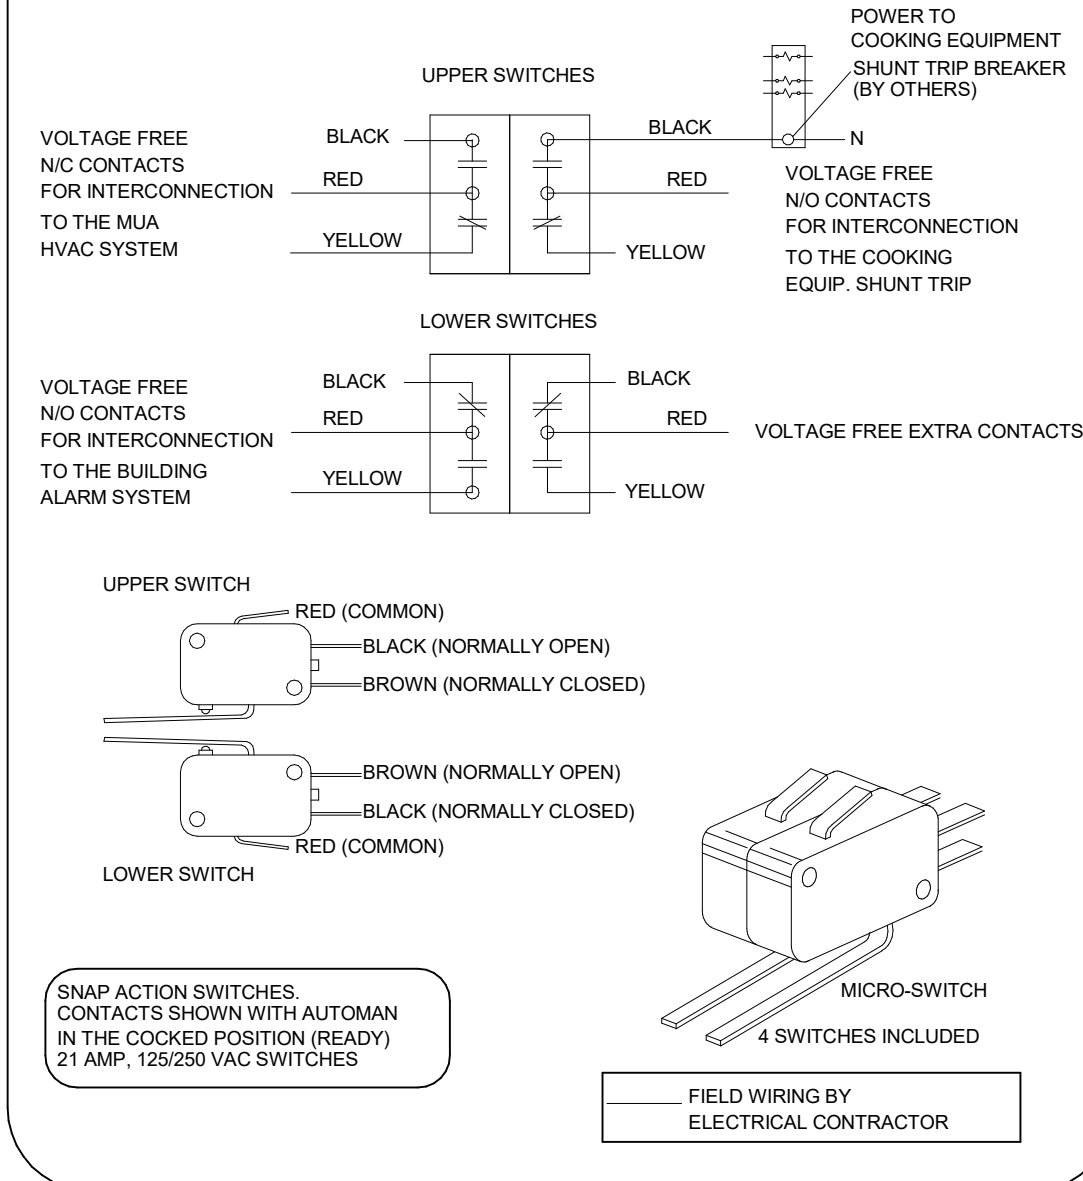 POWER TO
COOKING EQUIPMENT
SHUNT TRIP BREAKER
(BY OTHERS)
UPPER SWITCHES
VOLTAGE FREE
N/C CONTACTS
FOR INTERCONNECTION
TO THE MUA
HVAC SYSTEM
BLACK
RED
YELLOW
BLACK
RED
YELLOW
N
VOLTAGE FREE
N/O CONTACTS
FOR INTERCONNECTION
TO THE COOKING
EQUIP. SHUNT TRIP
LOWER SWITCHES
VOLTAGE FREE
N/O CONTACTS
FOR INTERCONNECTION
TO THE BUILDING
ALARM SYSTEM
BLACK
RED
YELLOW
BLACK
RED
YELLOW
VOLTAGE FREE EXTRA CONTACTS
UPPER SWITCH
RED (COMMON)
BLACK (NORMALLY OPEN)
BROWN (NORMALLY CLOSED)
BROWN (NORMALLY OPEN)
BLACK (NORMALLY CLOSED)
RED (COMMON)
LOWER SWITCH
SNAP ACTION SWITCHES.
CONTACTS SHOWN WITH AUTOMAN
IN THE COCKED POSITION (READY)
21 AMP, 125/250 VAC SWITCHES
MICRO-SWITCH
4 SWITCHES INCLUDED
FIELD WIRING BY
ELECTRICAL CONTRACTOR